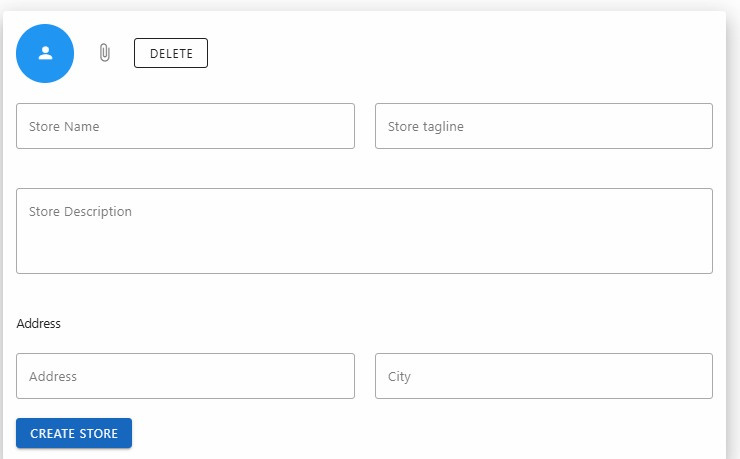 DELETE
Store Name
Store tagline
Store Description
Address
Address
City
CREATE STORE